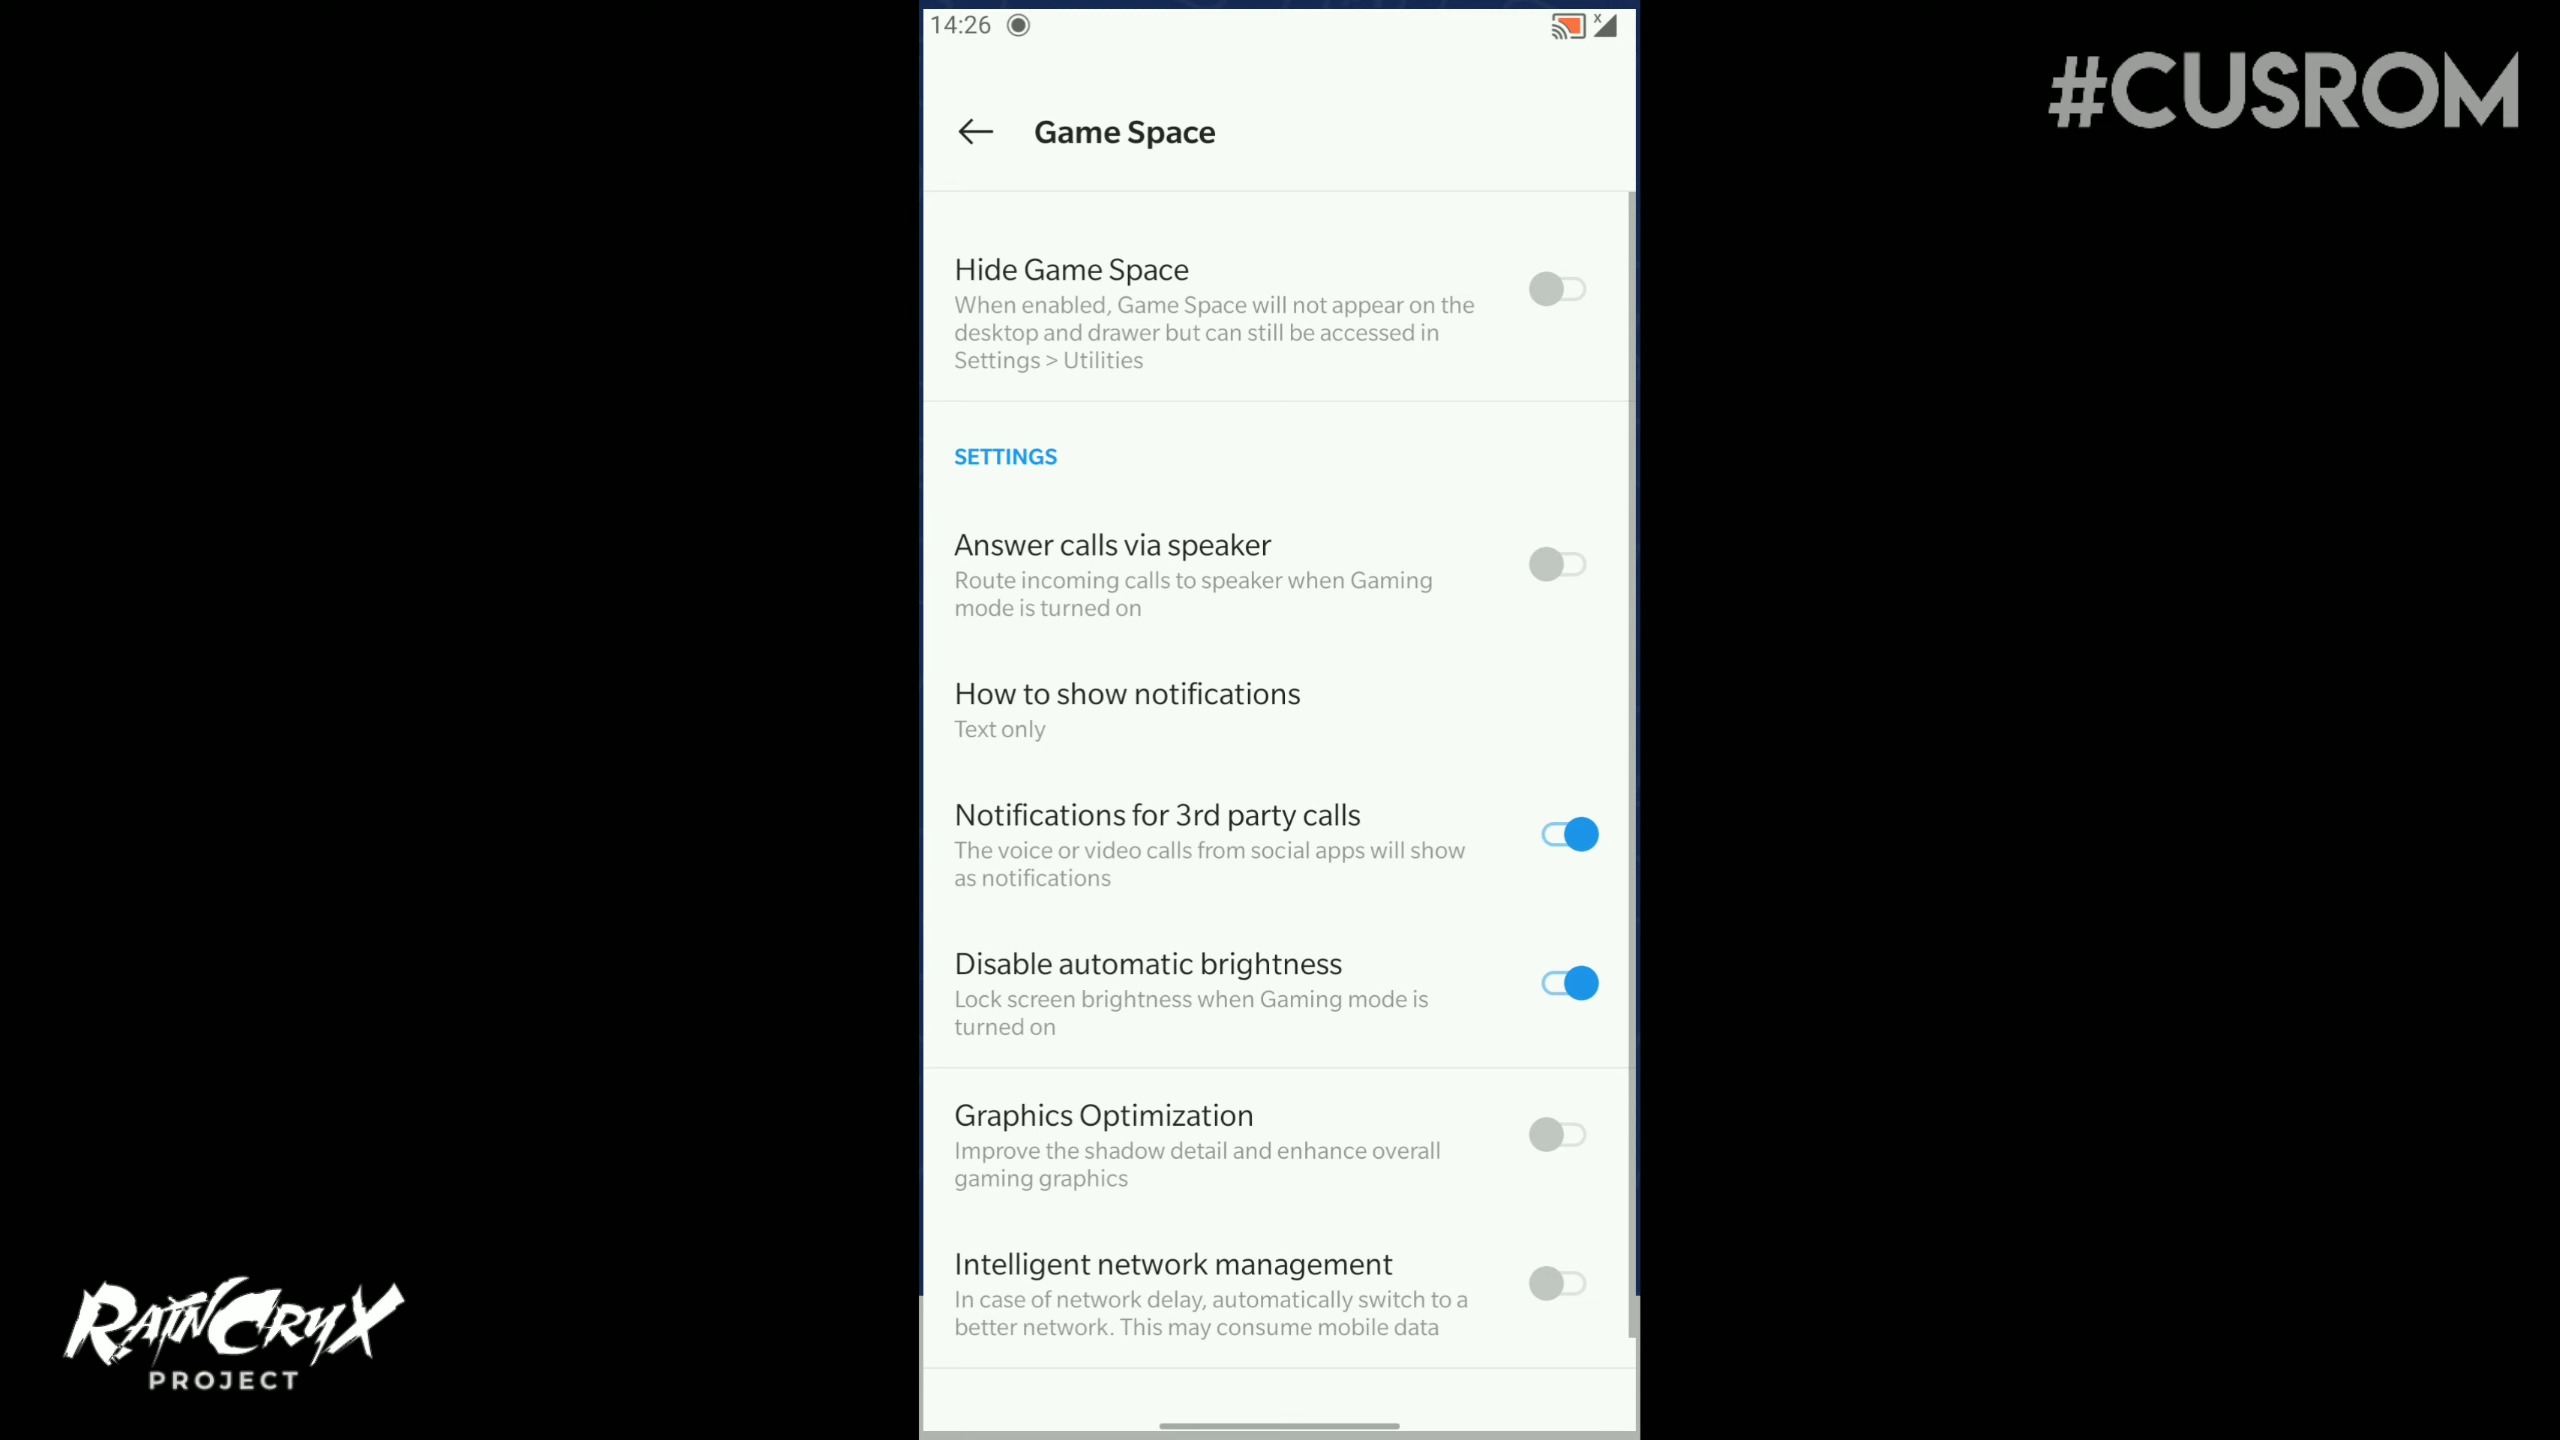 14:26
#CUSROM
Game Space
Hide Game Space
When enabled, Game Space will not appear on the
desktop and drawer but can still be accessed in
Settings > Utilities
SETTINGS
Answer calls via speaker
Route incoming calls to speaker when Gaming
mode is turned on
How to show notifications
Text only
Notifications for 3rd party calls
The voice or video calls from social apps will show
as notifications
Disable automatic brightness
Lock screen brightness when Gaming mode is
turned on
Graphics Optimization
Improve the shadow detail and enhance overall
gaming graphics
Intelligent network management
In case of network delay, automatically switch to a
better network. This may consume mobile data
RAINCRYX
PROJECT